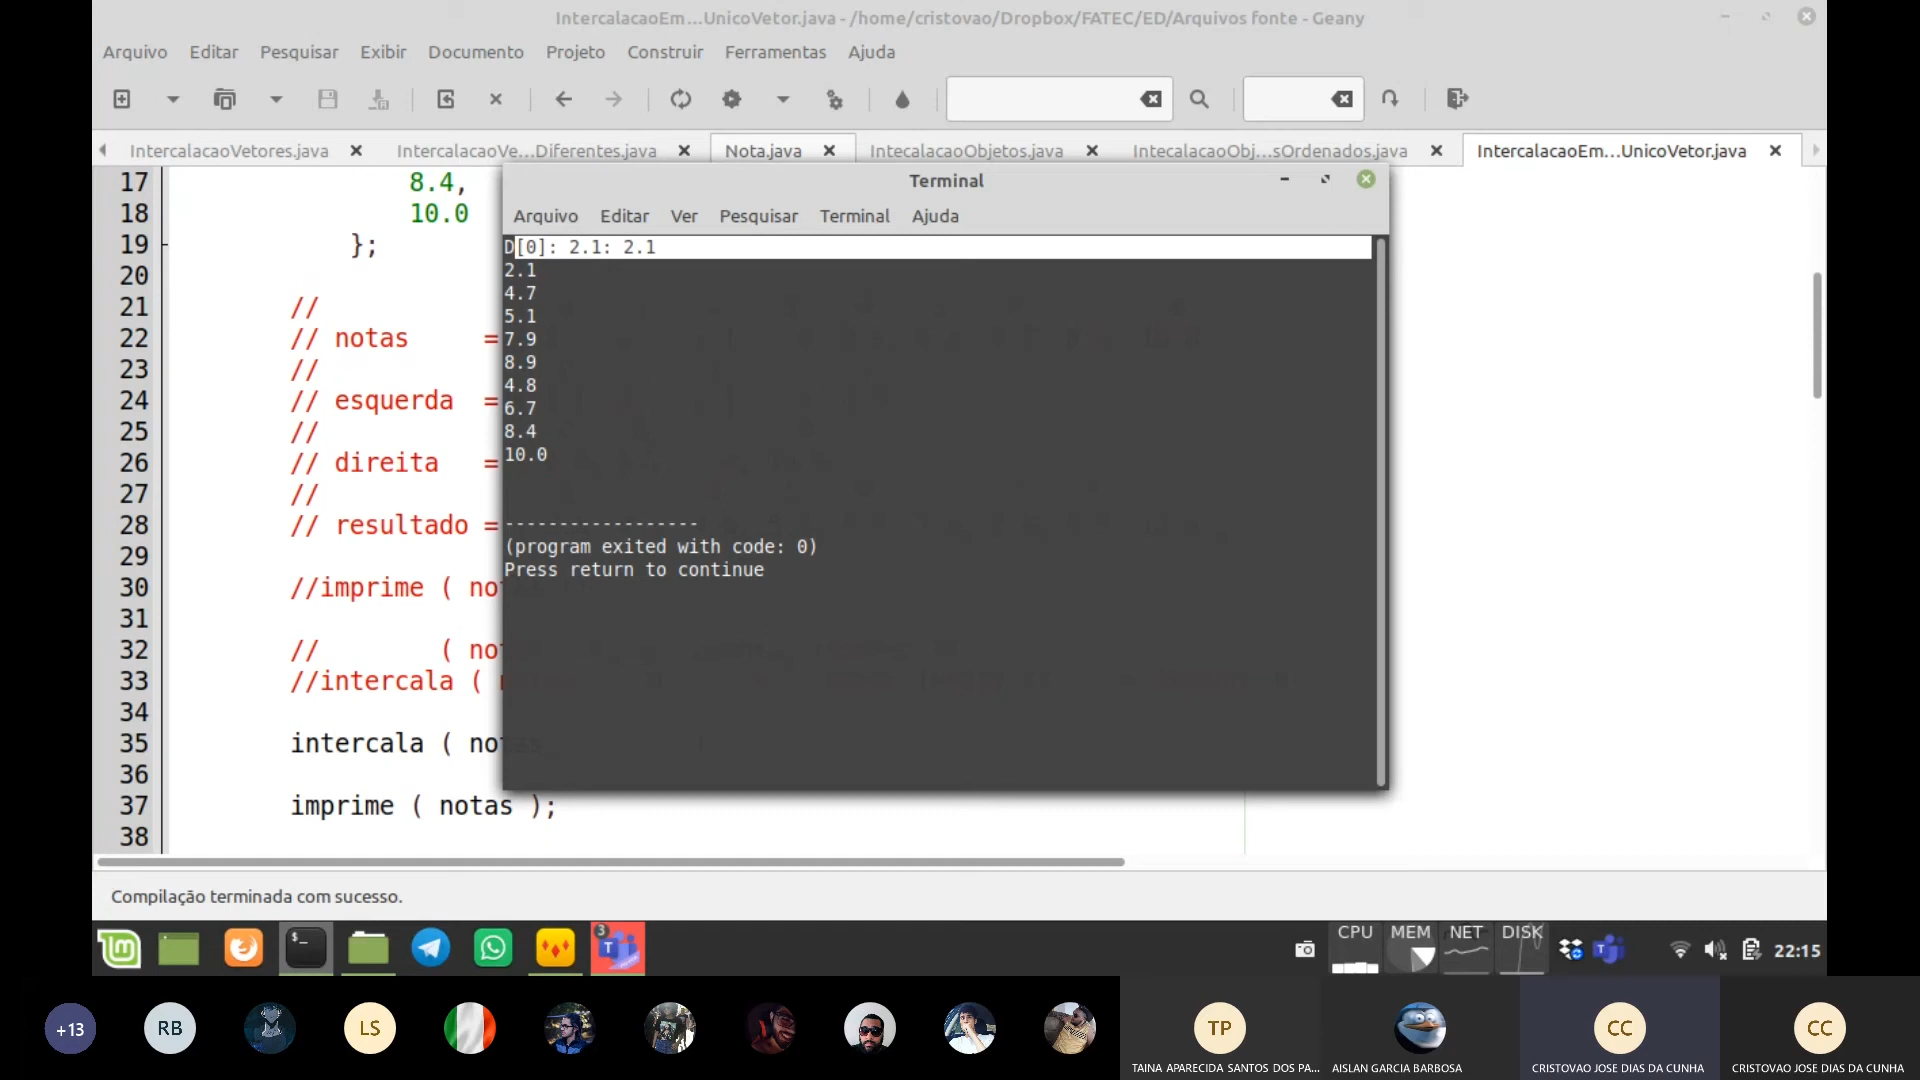 IntercalacaoEm...UnicoVetor.java - /home/cristovao/Dropbox/FATEC/ED/Arquivos fonte - Geany
Arquivo Editar Pesquisar Exibir Documento Projeto Construir Ferramentas Ajuda
IntercalacaoVetores.java IntercalacaoVe...Diferentes.java Nota.java IntecalacaoObjetos.java IntecalacaoObj...sOrdenados.java IntercalacaoEm...UnicoVetor.java
17 8.4,
18 10.0
19 };
20
21 //
22 // notas =
23 //
24 // esquerda =
25 //
26 // direita =
27 //
28 // resultado =
29
30 //imprime ( no
31
32 // ( no
33 //intercala (
34
35 intercala ( notas
36
37 imprime ( notas );
38
Terminal
Arquivo Editar Ver Pesquisar Terminal Ajuda
D[0]: 2.1: 2.1
2.1
4.7
5.1
7.9
8.9
4.8
6.7
8.4
10.0
------------------
(program exited with code: 0)
Press return to continue
Compilação terminada com sucesso.
3
CPU MEM NET DISK
22:15
+13 RB LS TP CC CC
TAINA APARECIDA SANTOS DOS PA... AISLAN GARCIA BARBOSA CRISTOVAO JOSE DIAS DA CUNHA CRISTOVAO JOSE DIAS DA CUNHA